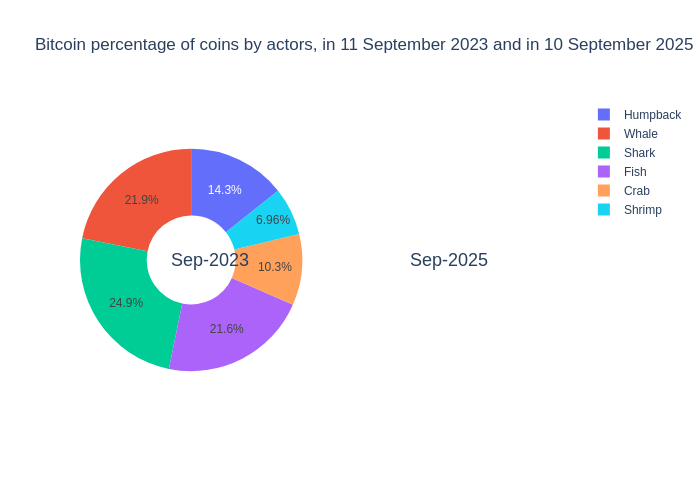 Bitcoin percentage of coins by actors, in 11 September 2023 and in 10 September 2025
Humpback
Whale
Shark
Fish
Crab
Shrimp
14.3%
21.9%
6.96%
Sep-2023
10.3%
24.9%
21.6%
Sep-2025